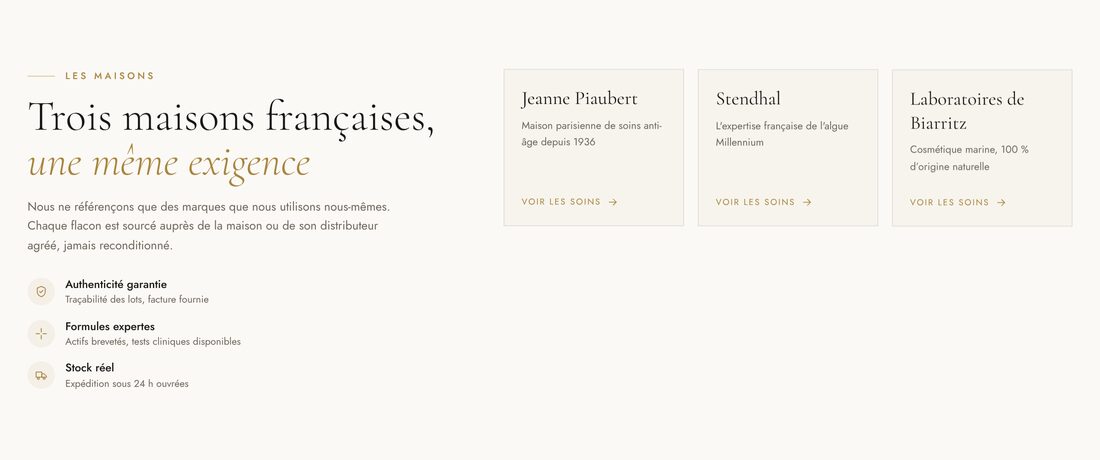 LES MAISONS
Trois maisons françaises,
une même exigence
Nous ne référençons que des marques que nous utilisons nous-mêmes.
Chaque flacon est sourcé auprès de la maison ou de son distributeur
agréé, jamais reconditionné.
Authenticité garantie
Traçabilité des lots, facture fournie
Formules expertes
Actifs brevetés, tests cliniques disponibles
Stock réel
Expédition sous 24 h ouvrées
Jeanne Piaubert
Maison parisienne de soins anti-
âge depuis 1936
VOIR LES SOINS →
Stendhal
L'expertise française de l'algue
Millennium
VOIR LES SOINS →
Laboratoires de
Biarritz
Cosmétique marine, 100 %
d'origine naturelle
VOIR LES SOINS →